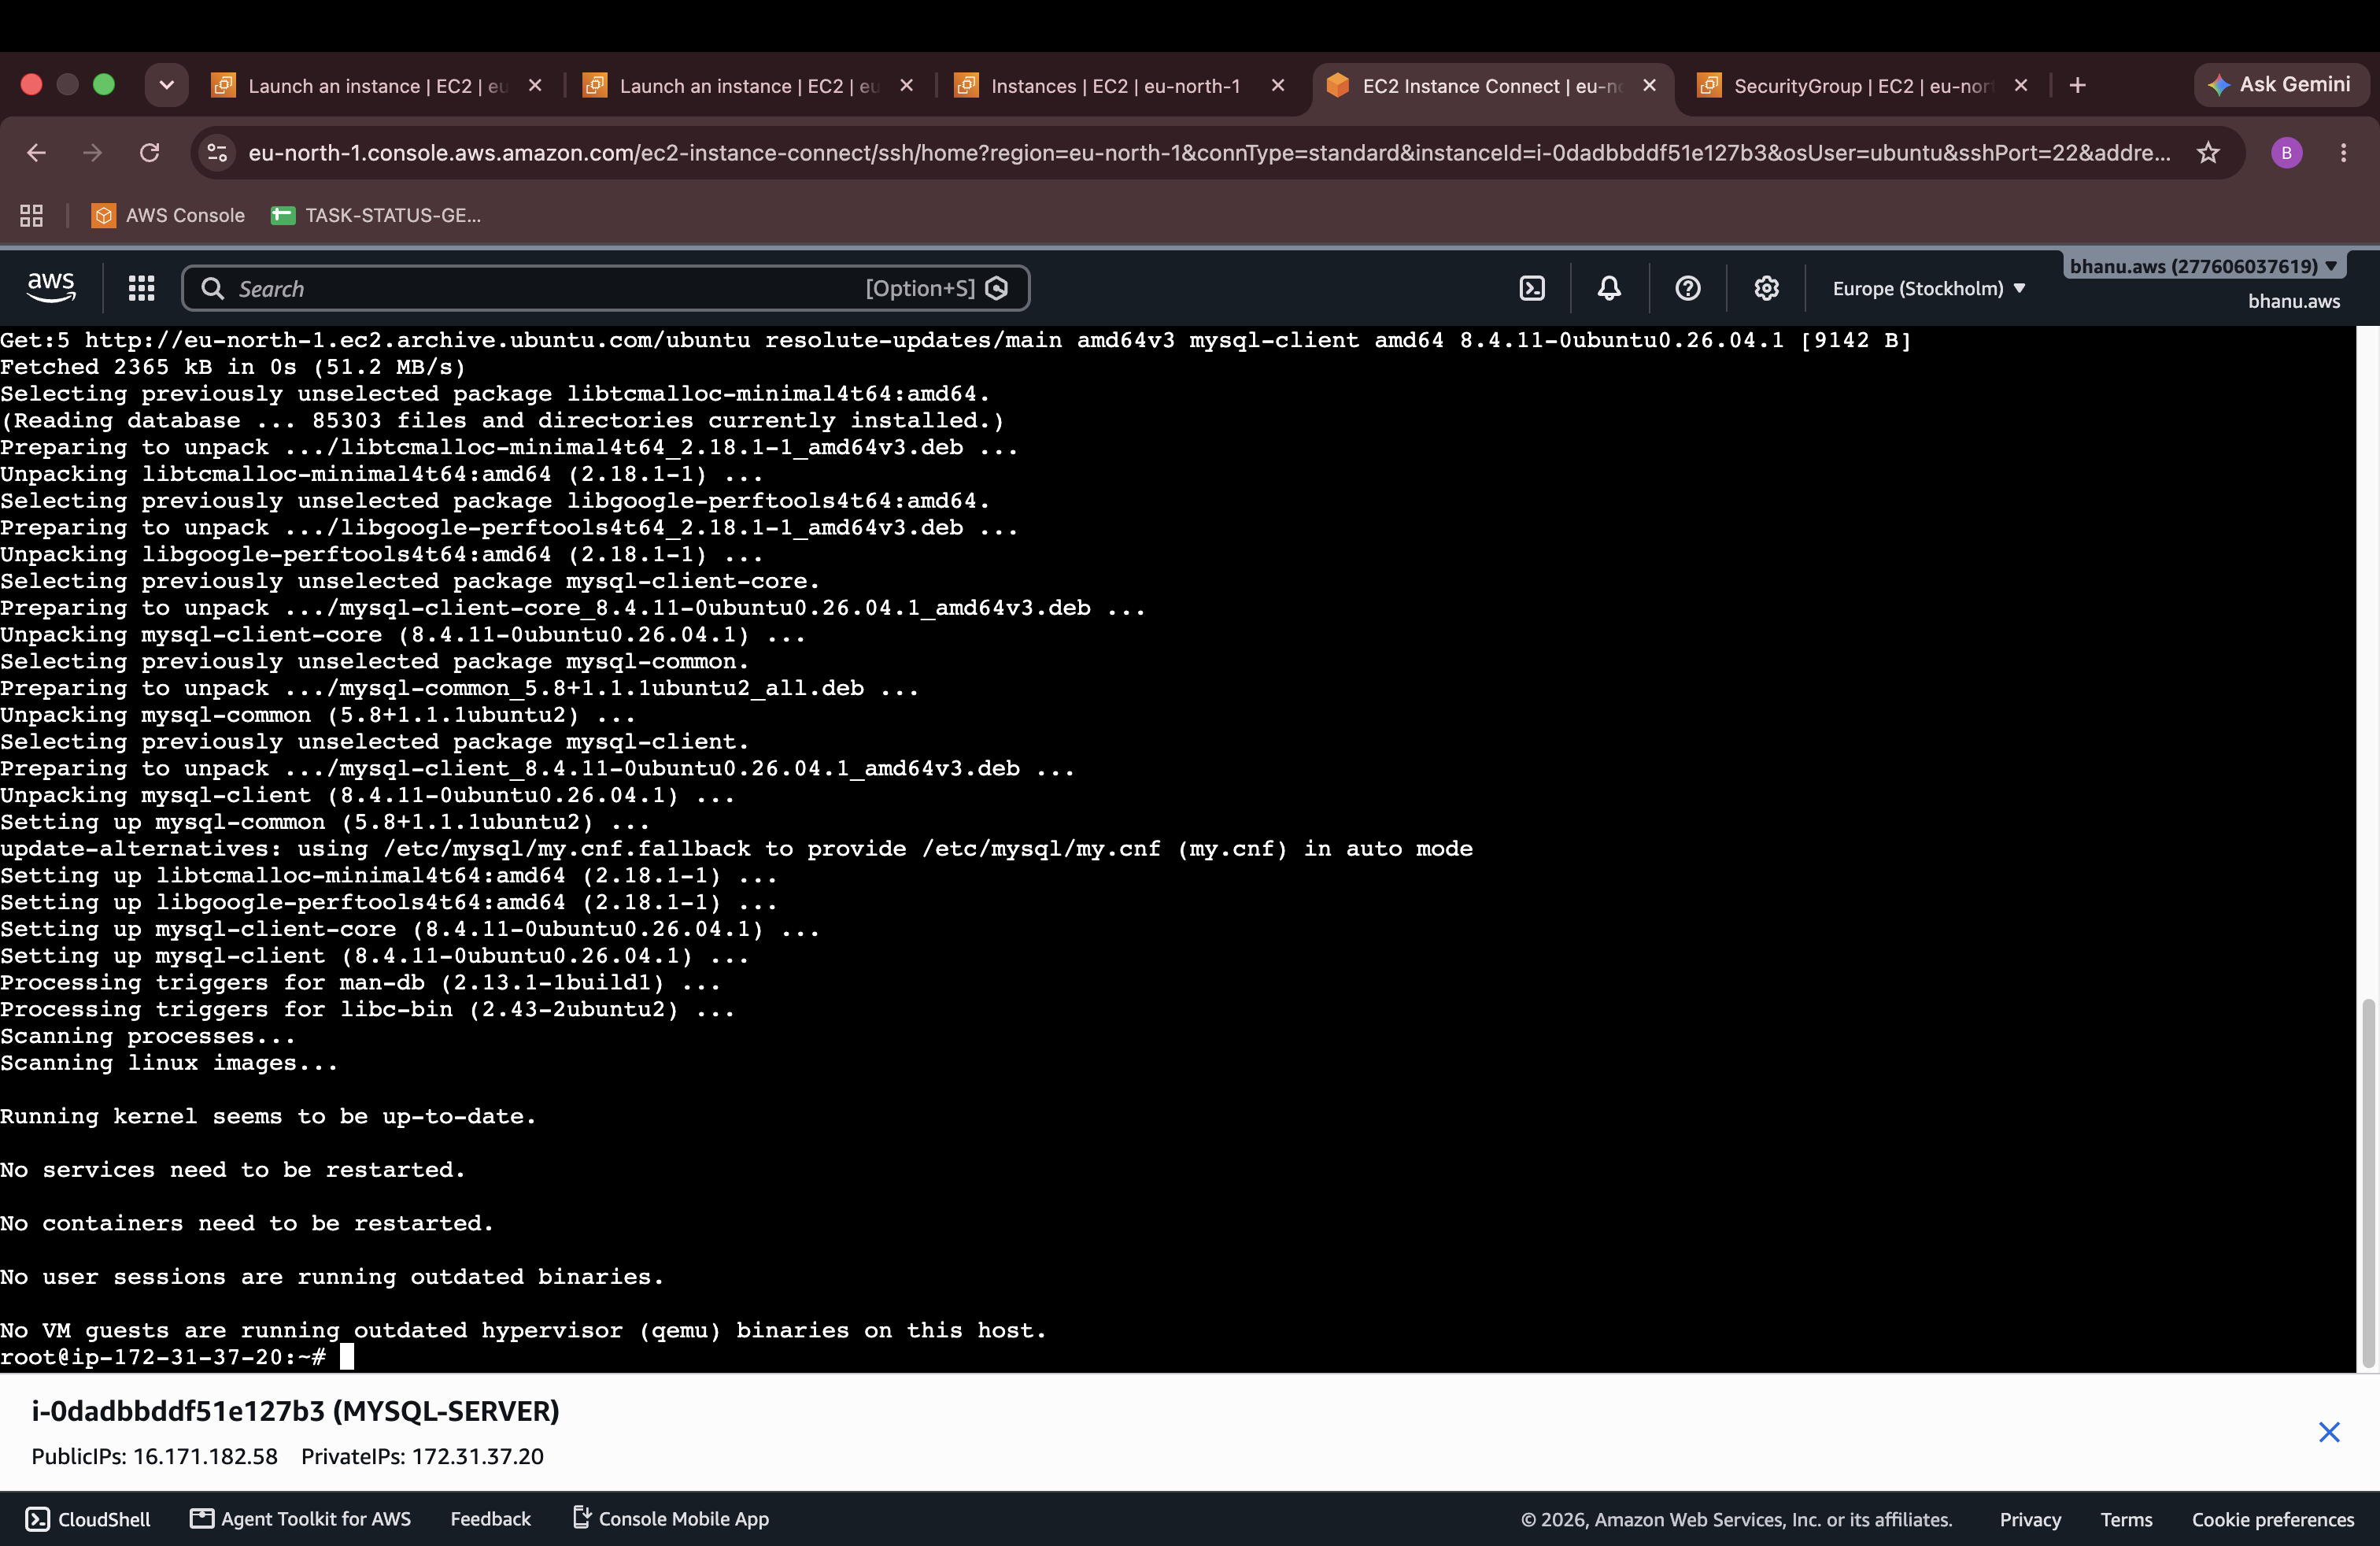 Launch an instance | EC2 | eu
Launch an instance | EC2 | eu
Instances | EC2 | eu-north-1
EC2 Instance Connect | eu-no
SecurityGroup | EC2 | eu-nort
Ask Gemini
eu-north-1.console.aws.amazon.com/ec2-instance-connect/ssh/home?region=eu-north-1&connType=standard&instanceId=i-0dadbbddf51e127b3&osUser=ubuntu&sshPort=22&addre...
B
AWS Console
TASK-STATUS-GE...
aws
Search
[Option+S]
Europe (Stockholm)
bhanu.aws (277606037619)
bhanu.aws
Get:5 http://eu-north-1.ec2.archive.ubuntu.com/ubuntu resolute-updates/main amd64v3 mysql-client amd64 8.4.11-0ubuntu0.26.04.1 [9142 B]
Fetched 2365 kB in 0s (51.2 MB/s)
Selecting previously unselected package libtcmalloc-minimal4t64:amd64.
(Reading database ... 85303 files and directories currently installed.)
Preparing to unpack .../libtcmalloc-minimal4t64_2.18.1-1_amd64v3.deb ...
Unpacking libtcmalloc-minimal4t64:amd64 (2.18.1-1) ...
Selecting previously unselected package libgoogle-perftools4t64:amd64.
Preparing to unpack .../libgoogle-perftools4t64_2.18.1-1_amd64v3.deb ...
Unpacking libgoogle-perftools4t64:amd64 (2.18.1-1) ...
Selecting previously unselected package mysql-client-core.
Preparing to unpack .../mysql-client-core_8.4.11-0ubuntu0.26.04.1_amd64v3.deb ...
Unpacking mysql-client-core (8.4.11-0ubuntu0.26.04.1) ...
Selecting previously unselected package mysql-common.
Preparing to unpack .../mysql-common_5.8+1.1.1ubuntu2_all.deb ...
Unpacking mysql-common (5.8+1.1.1ubuntu2) ...
Selecting previously unselected package mysql-client.
Preparing to unpack .../mysql-client_8.4.11-0ubuntu0.26.04.1_amd64v3.deb ...
Unpacking mysql-client (8.4.11-0ubuntu0.26.04.1) ...
Setting up mysql-common (5.8+1.1.1ubuntu2) ...
update-alternatives: using /etc/mysql/my.cnf.fallback to provide /etc/mysql/my.cnf (my.cnf) in auto mode
Setting up libtcmalloc-minimal4t64:amd64 (2.18.1-1) ...
Setting up libgoogle-perftools4t64:amd64 (2.18.1-1) ...
Setting up mysql-client-core (8.4.11-0ubuntu0.26.04.1) ...
Setting up mysql-client (8.4.11-0ubuntu0.26.04.1) ...
Processing triggers for man-db (2.13.1-1build1) ...
Processing triggers for libc-bin (2.43-2ubuntu2) ...
Scanning processes...
Scanning linux images...
Running kernel seems to be up-to-date.
No services need to be restarted.
No containers need to be restarted.
No user sessions are running outdated binaries.
No VM guests are running outdated hypervisor (qemu) binaries on this host.
root@ip-172-31-37-20:~#
i-0dadbbddf51e127b3 (MYSQL-SERVER)
PublicIPs: 16.171.182.58 PrivateIPs: 172.31.37.20
CloudShell
Agent Toolkit for AWS
Feedback
Console Mobile App
© 2026, Amazon Web Services, Inc. or its affiliates.
Privacy
Terms
Cookie preferences